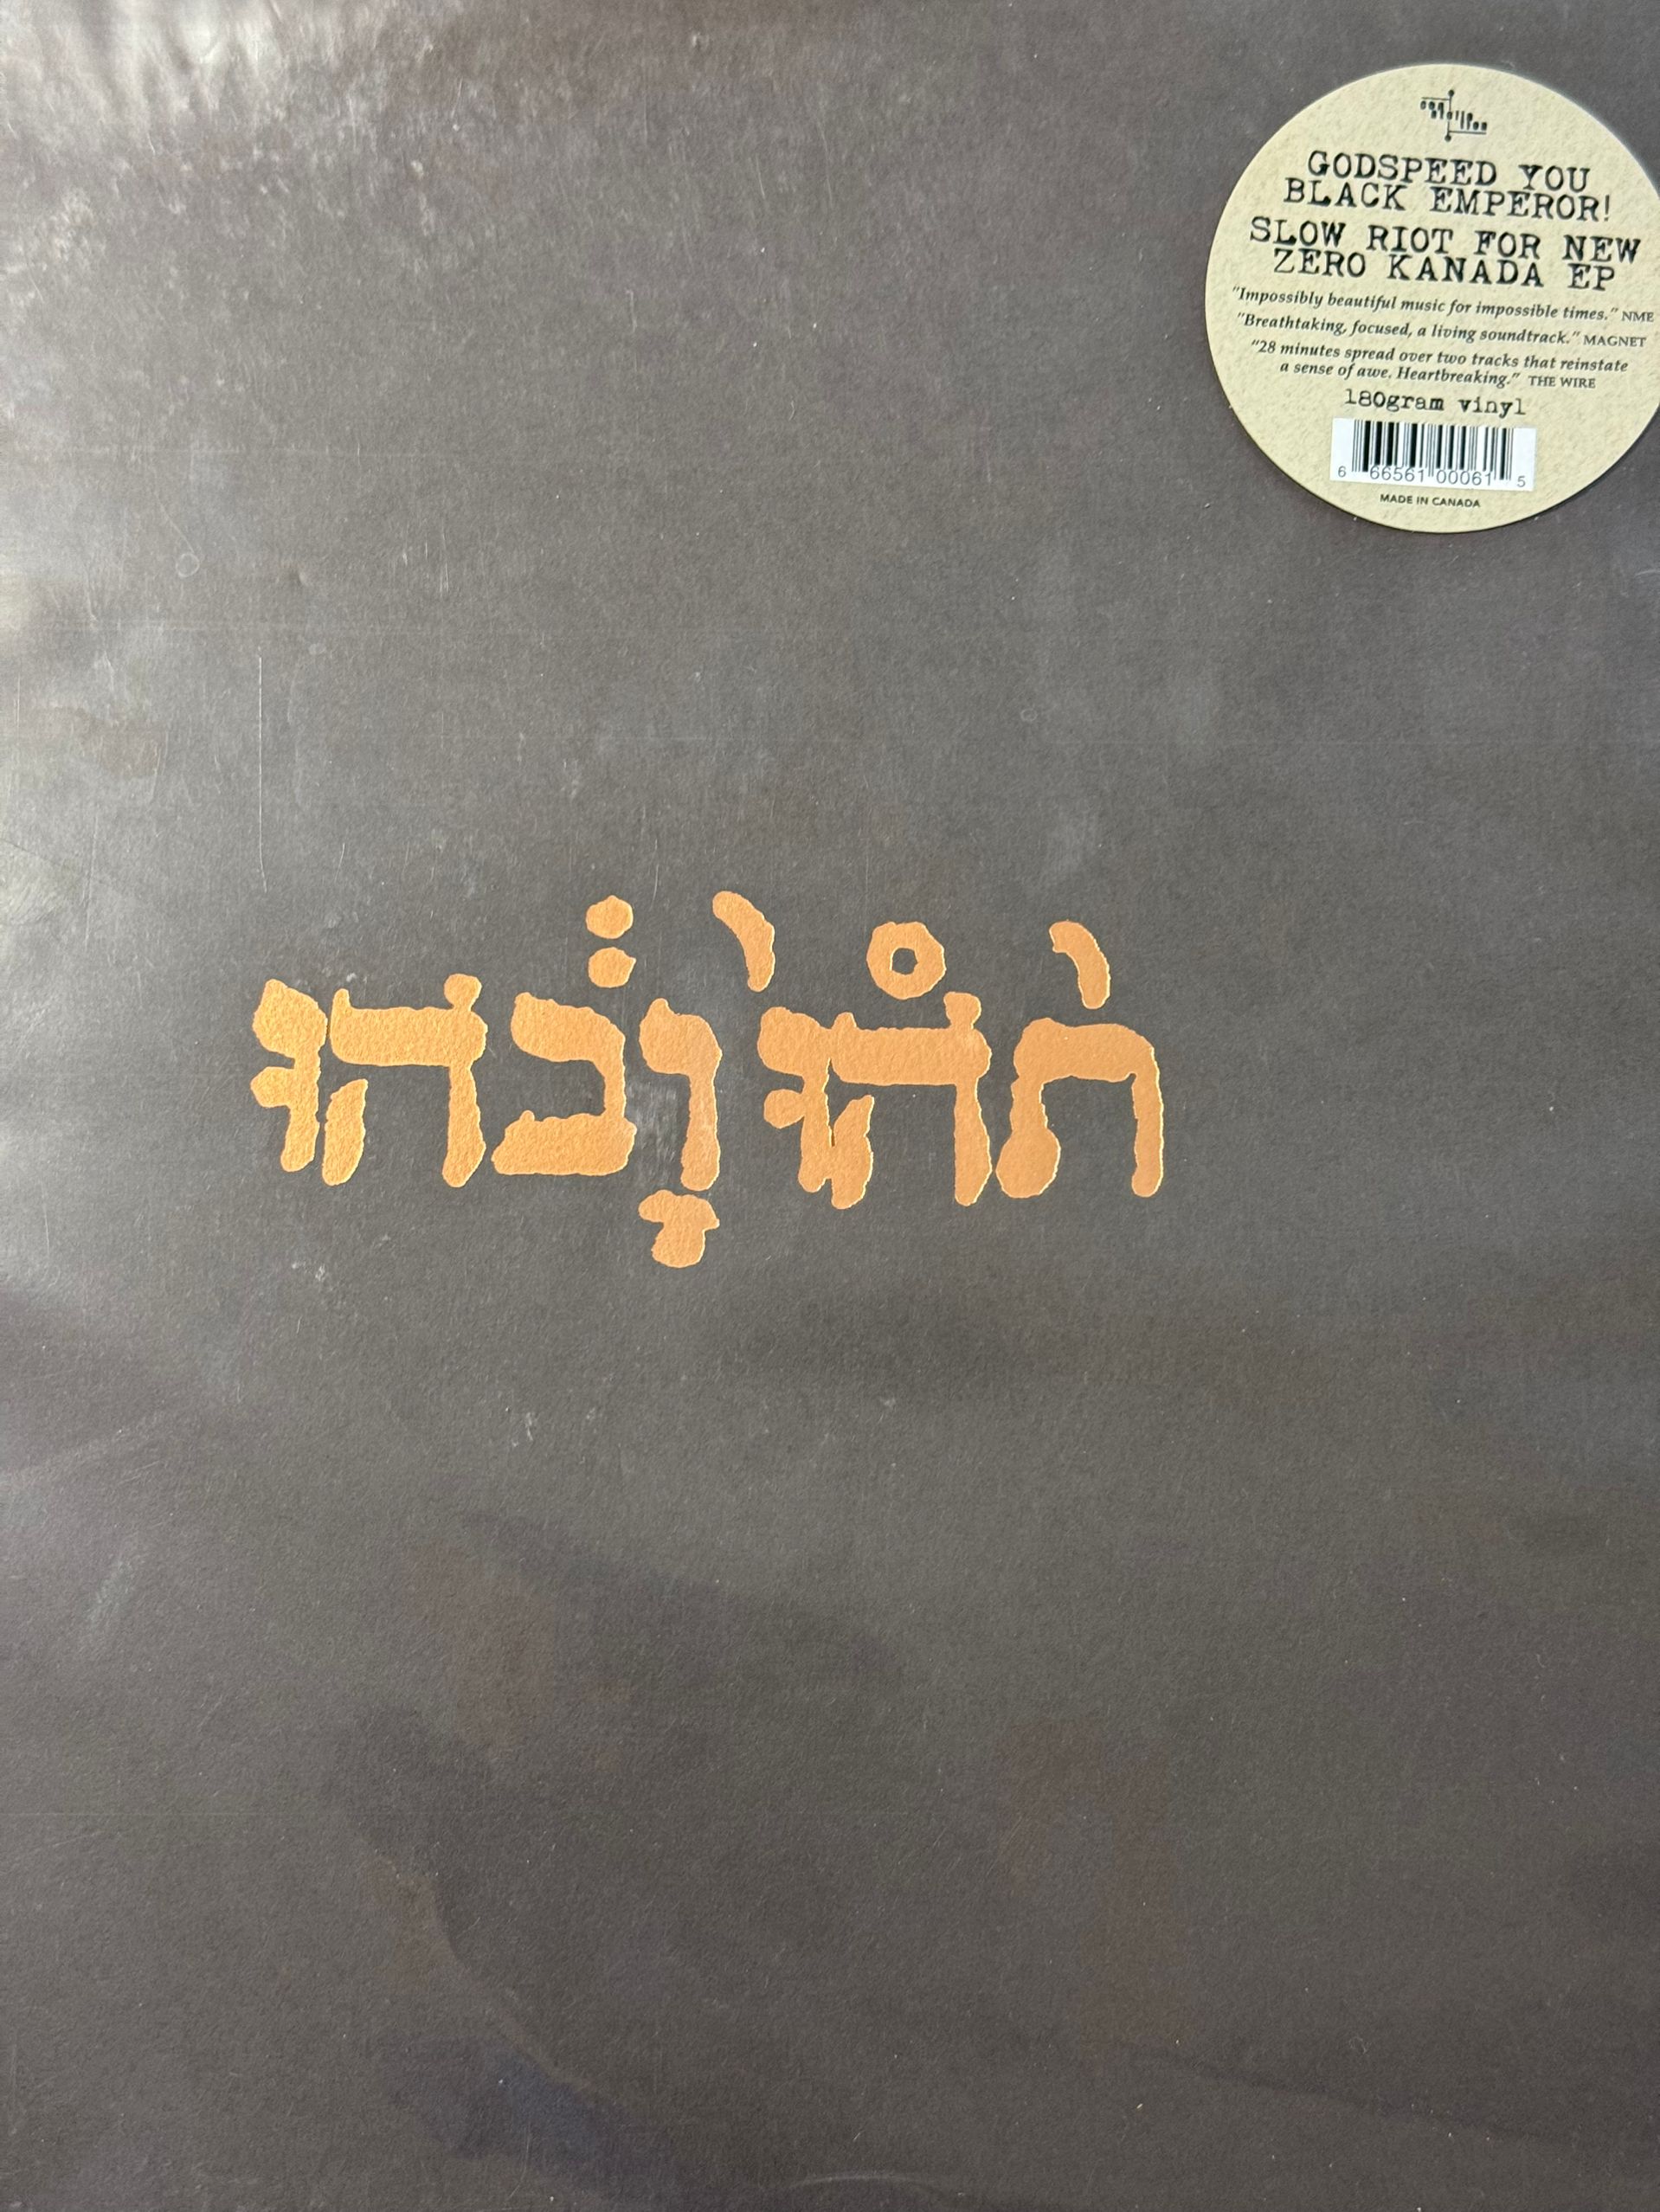 constellation
GODSPEED YOU
BLACK EMPEROR!
SLOW RIOT FOR NEW
ZERO KANADA EP
"Impossibly beautiful music for impossible times." NME
"Breathtaking, focused, a living soundtrack." MAGNET
"28 minutes spread over two tracks that reinstate
a sense of awe. Heartbreaking." THE WIRE
180gram vinyl
6 66561 00061 5
MADE IN CANADA
תֹ֙הוּ֙ וָבֹ֔הוּ